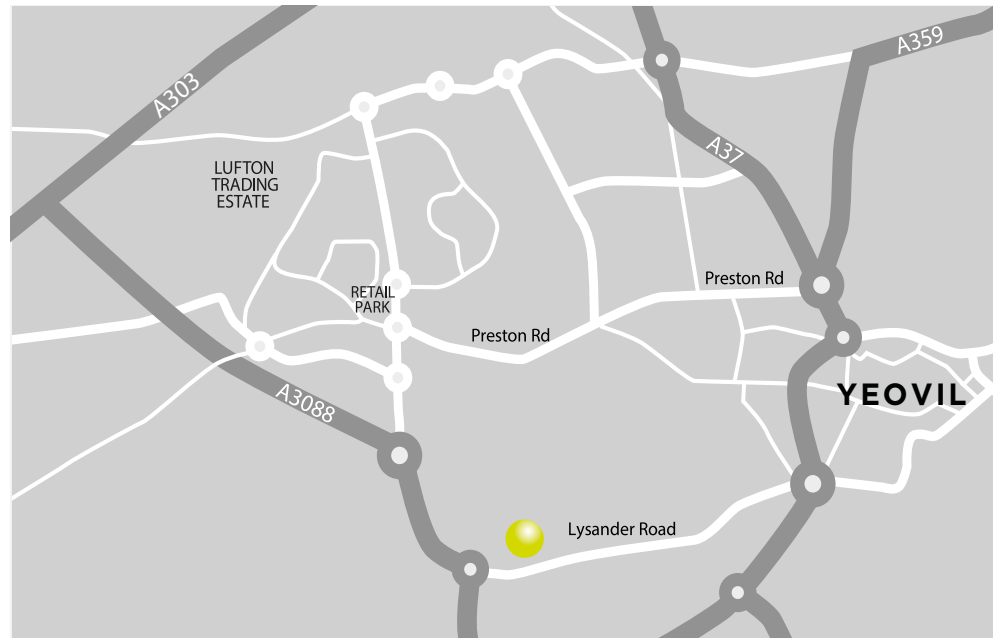 A359
A303
A37
LUFTON
TRADING
ESTATE
Preston Rd
RETAIL
PARK
Preston Rd
YEOVIL
A3088
Lysander Road